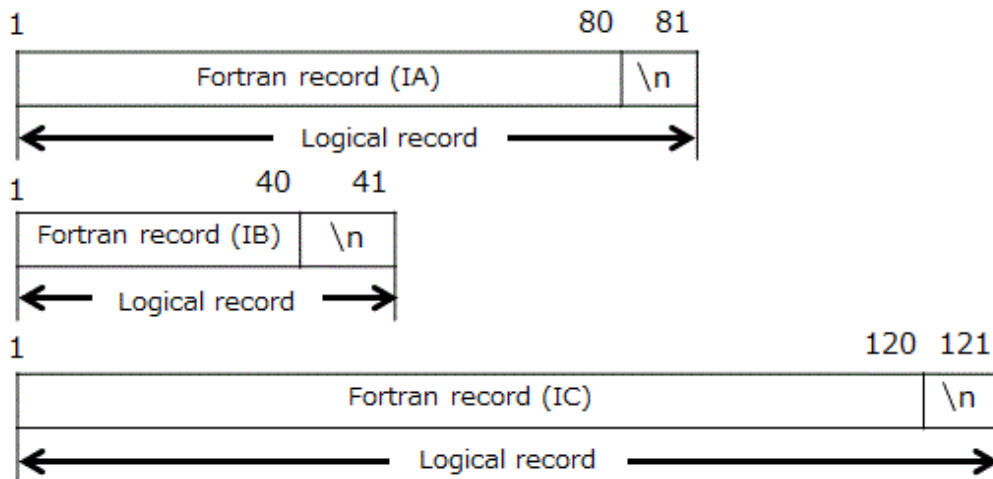 1 80 81
Fortran record (IA) \n
Logical record
1 40 41
Fortran record (IB) \n
Logical record
1 120 121
Fortran record (IC) \n
Logical record